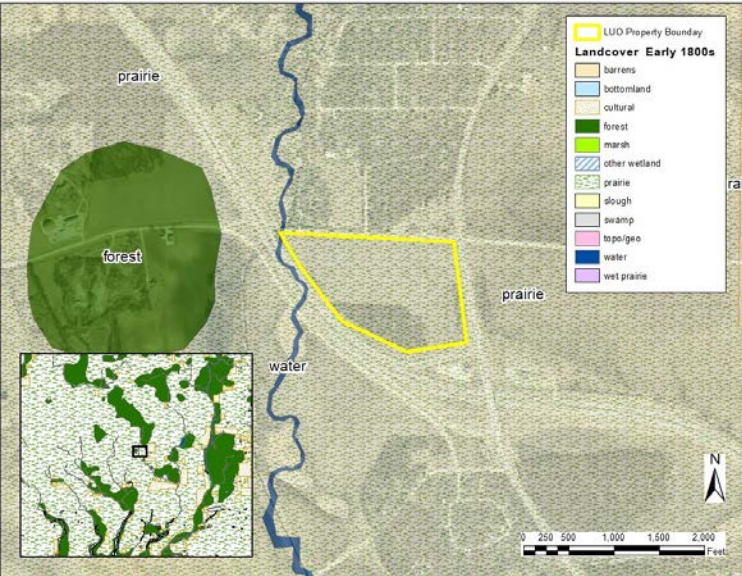 LUO Property Bounday
Landcover Early 1800s
barrens
bottomland
cultural
forest
marsh
other wetland
prairie
slough
swamp
topo/geo
water
wet prairie
prairie
ra
forest
prairie
water
N
0 250 500 1,000 1,500 2,000
Feet